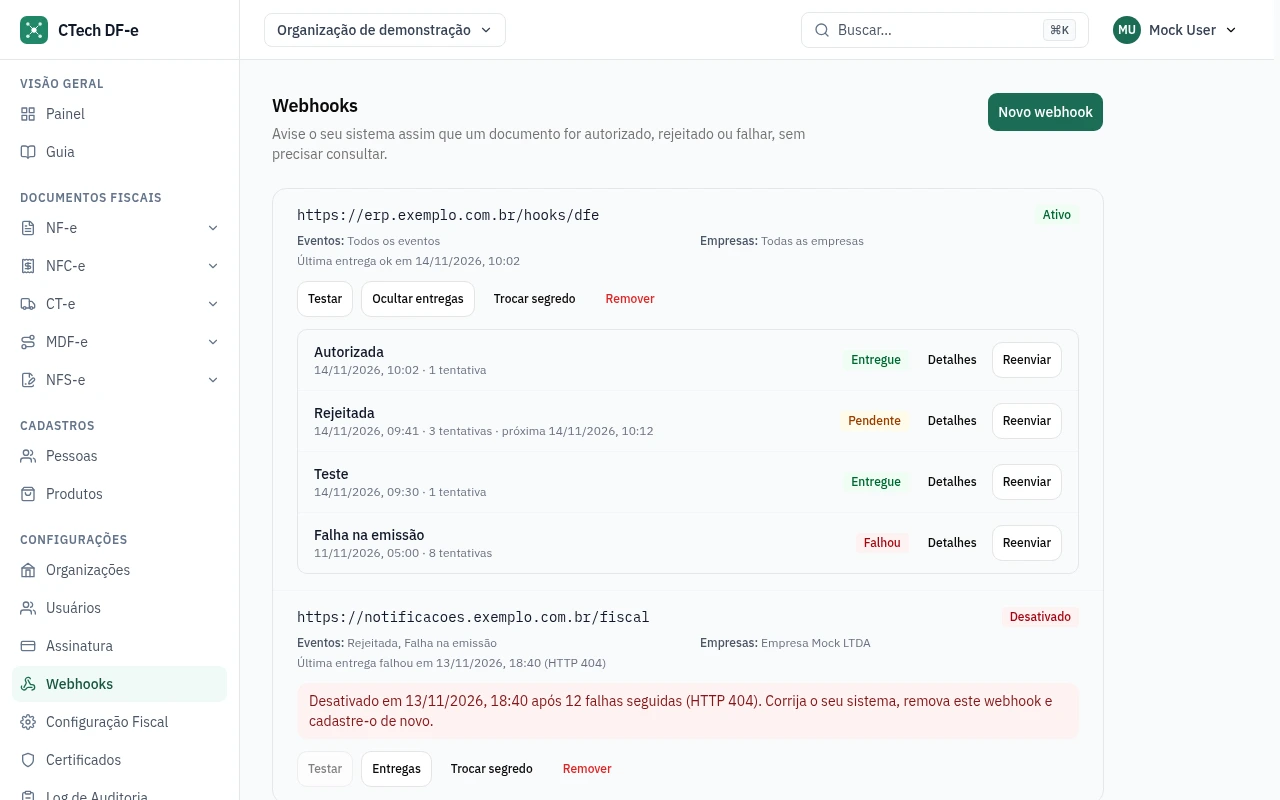 CTech DF-e
Organização de demonstração
Buscar...
⌘K
MU
Mock User
VISÃO GERAL
Painel
Guia
DOCUMENTOS FISCAIS
NF-e
NFC-e
CT-e
MDF-e
NFS-e
CADASTROS
Pessoas
Produtos
CONFIGURAÇÕES
Organizações
Usuários
Assinatura
Webhooks
Configuração Fiscal
Certificados
Log de Auditoria
Webhooks
Novo webhook
Avise o seu sistema assim que um documento for autorizado, rejeitado ou falhar, sem
precisar consultar.
https://erp.exemplo.com.br/hooks/dfe
Ativo
Eventos: Todos os eventos
Empresas: Todas as empresas
Última entrega ok em 14/11/2026, 10:02
Testar
Ocultar entregas
Trocar segredo
Remover
Autorizada
14/11/2026, 10:02 · 1 tentativa
Entregue
Detalhes
Reenviar
Rejeitada
14/11/2026, 09:41 · 3 tentativas · próxima 14/11/2026, 10:12
Pendente
Detalhes
Reenviar
Teste
14/11/2026, 09:30 · 1 tentativa
Entregue
Detalhes
Reenviar
Falha na emissão
11/11/2026, 05:00 · 8 tentativas
Falhou
Detalhes
Reenviar
https://notificacoes.exemplo.com.br/fiscal
Desativado
Eventos: Rejeitada, Falha na emissão
Empresas: Empresa Mock LTDA
Última entrega falhou em 13/11/2026, 18:40 (HTTP 404)
Desativado em 13/11/2026, 18:40 após 12 falhas seguidas (HTTP 404). Corrija o seu sistema, remova este webhook e
cadastre-o de novo.
Testar
Entregas
Trocar segredo
Remover